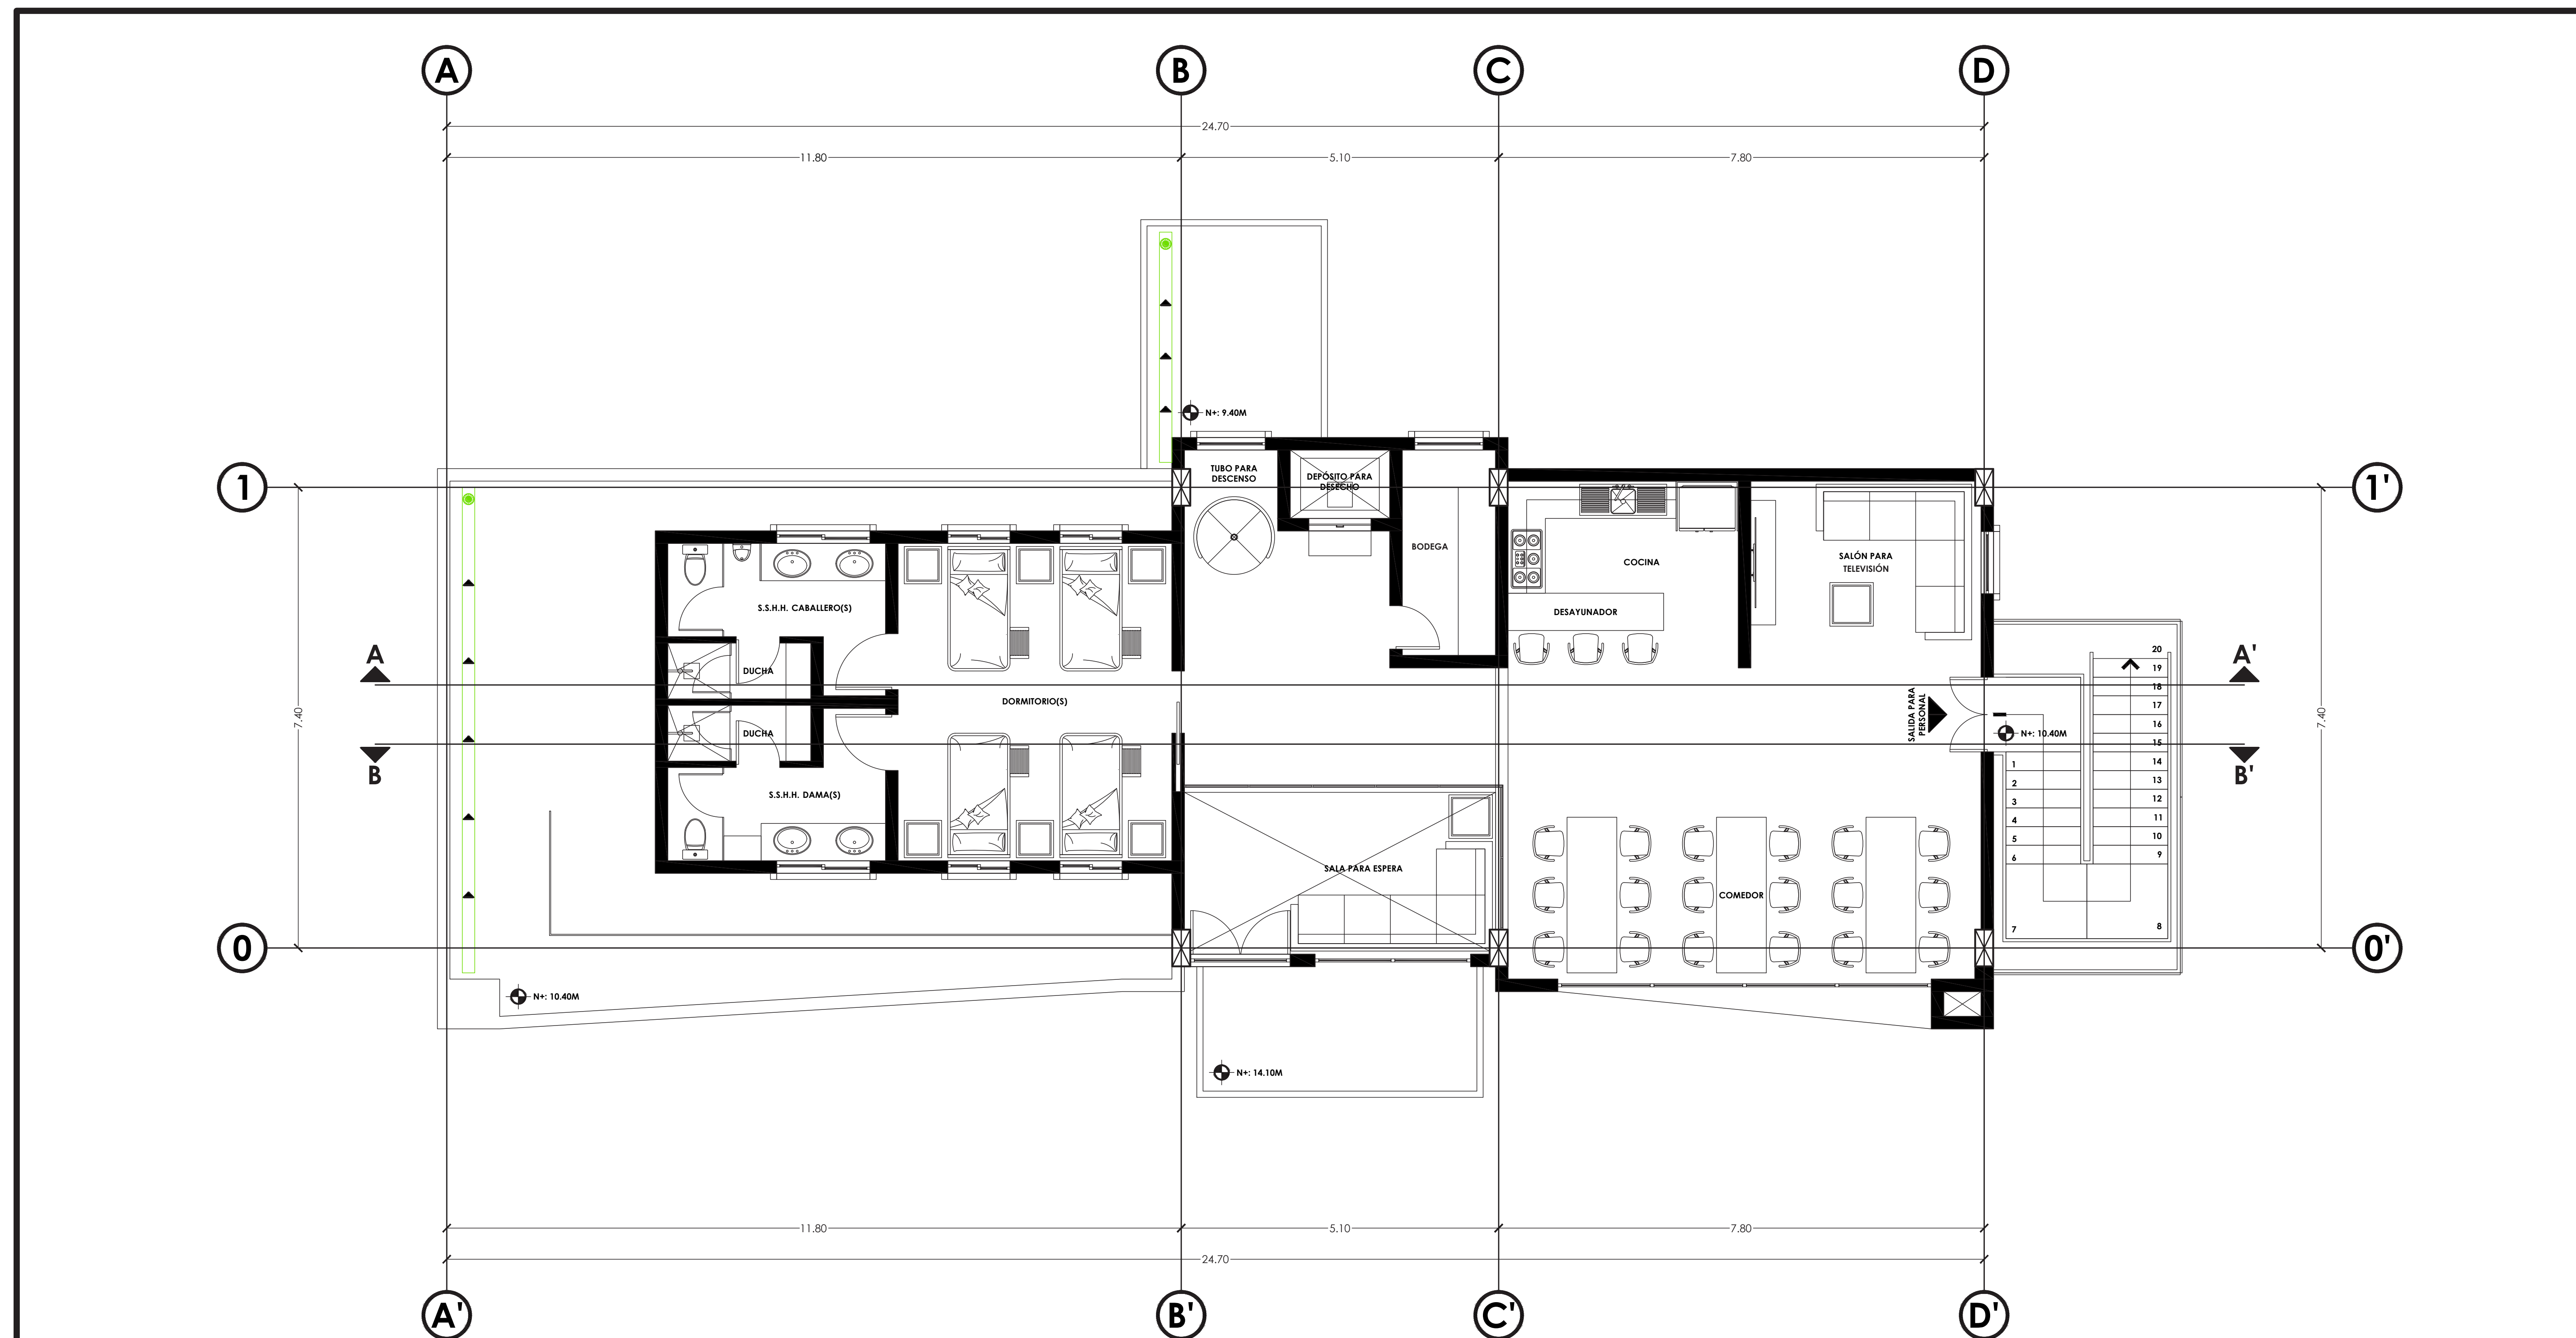 A
B
C
D
24.70
11.80
5.10
7.80
N+: 9.40M
1
1'
TUBO PARA
DESCENSO
DEPÓSITO PARA
DESECHO
BODEGA
COCINA
SALÓN PARA
TELEVISIÓN
DESAYUNADOR
S.S.H.H. CABALLERO(S)
DUCHA
DORMITORIO(S)
DUCHA
S.S.H.H. DAMA(S)
A
A'
B
B'
7.40
7.40
SALIDA PARA
PERSONAL
N+: 10.40M
20
19
18
17
16
15
14
13
12
11
10
9
8
1
2
3
4
5
6
7
SALA PARA ESPERA
COMEDOR
0
0'
N+: 10.40M
N+: 14.10M
11.80
5.10
7.80
24.70
A'
B'
C'
D'